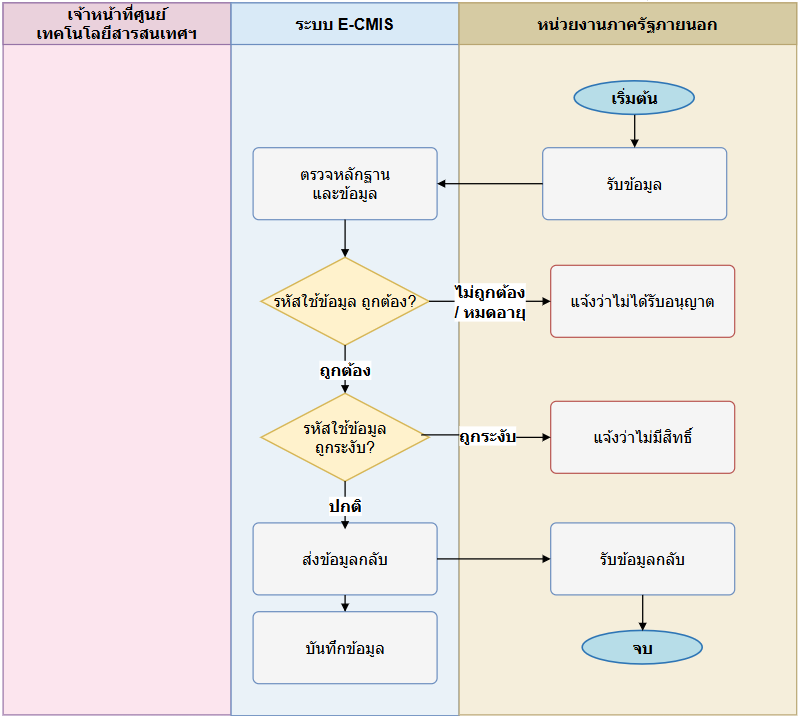 เจ้าหน้าที่ศูนย์
เทคโนโลยีสารสนเทศฯ
ระบบ E-CMIS
หน่วยงานภาครัฐภายนอก
เริ่มต้น
ตรวจหลักฐาน
และข้อมูล
รับข้อมูล
รหัสใช้ข้อมูล ถูกต้อง?
ไม่ถูกต้อง
/ หมดอายุ
แจ้งว่าไม่ได้รับอนุญาต
ถูกต้อง
รหัสใช้ข้อมูล
ถูกระงับ?
ถูกระงับ
แจ้งว่าไม่มีสิทธิ์
ปกติ
ส่งข้อมูลกลับ
รับข้อมูลกลับ
บันทึกข้อมูล
จบ